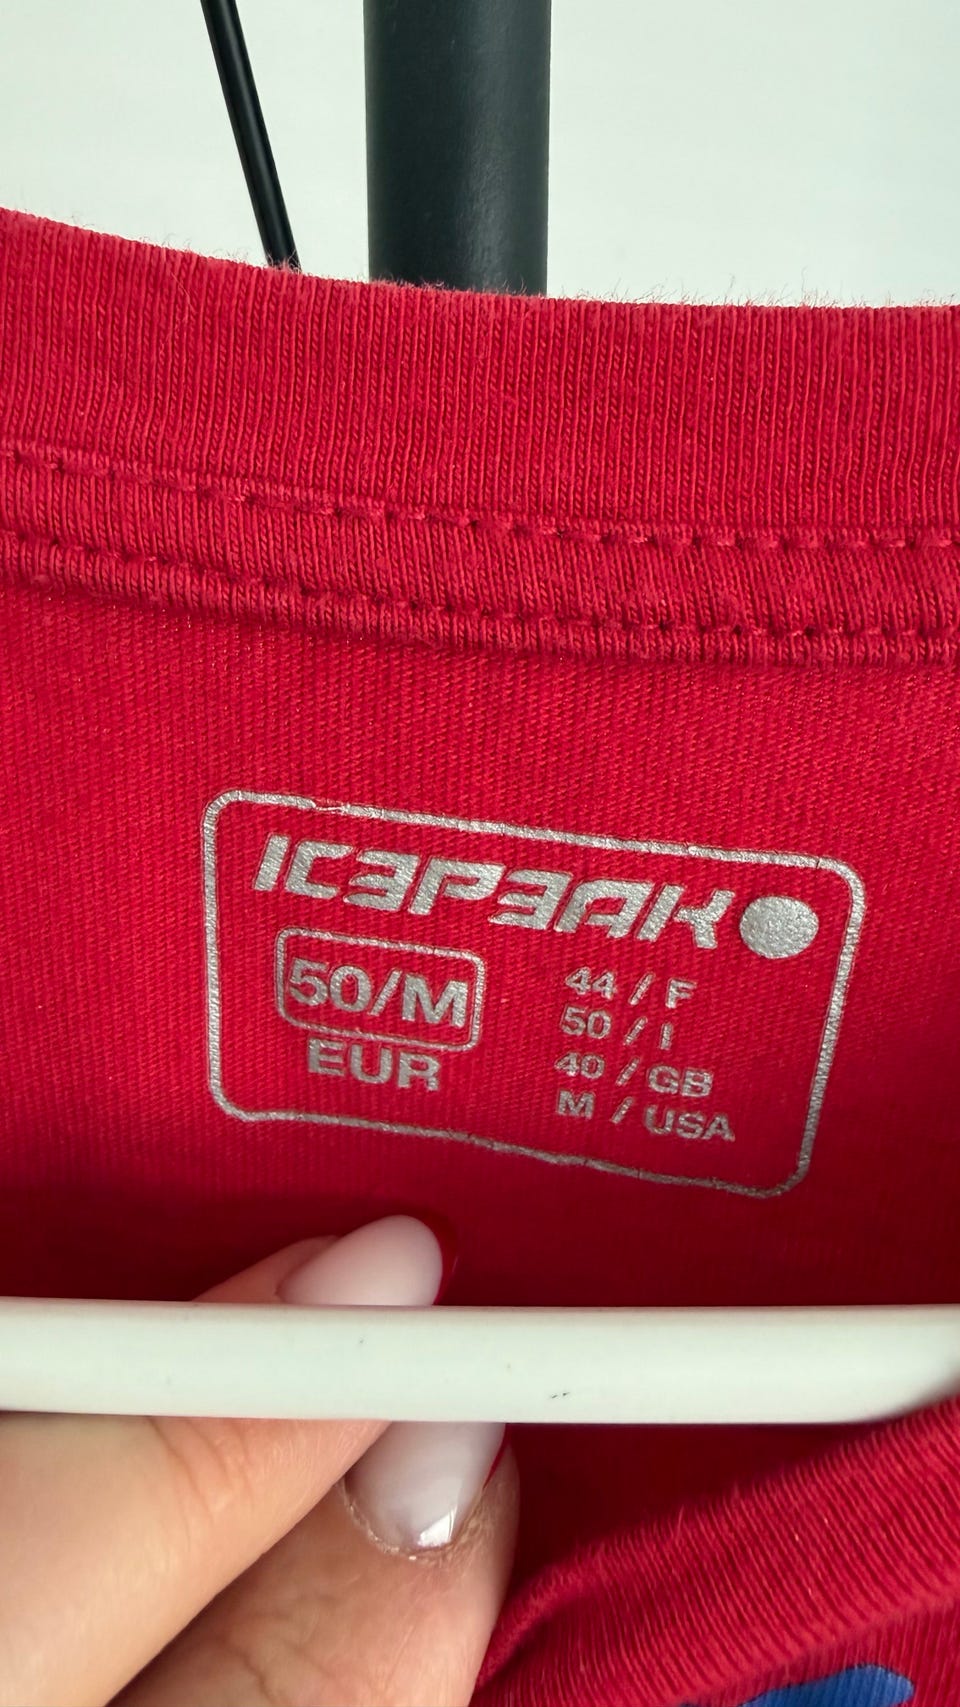 ICEPEAK
50/M
EUR
44 / F
50 / I
40 / GB
M / USA